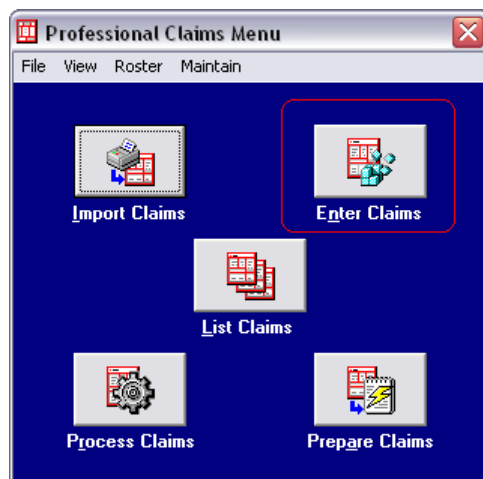 Professional Claims Menu
File View Roster Maintain
Import Claims
Enter Claims
List Claims
Process Claims
Prepare Claims